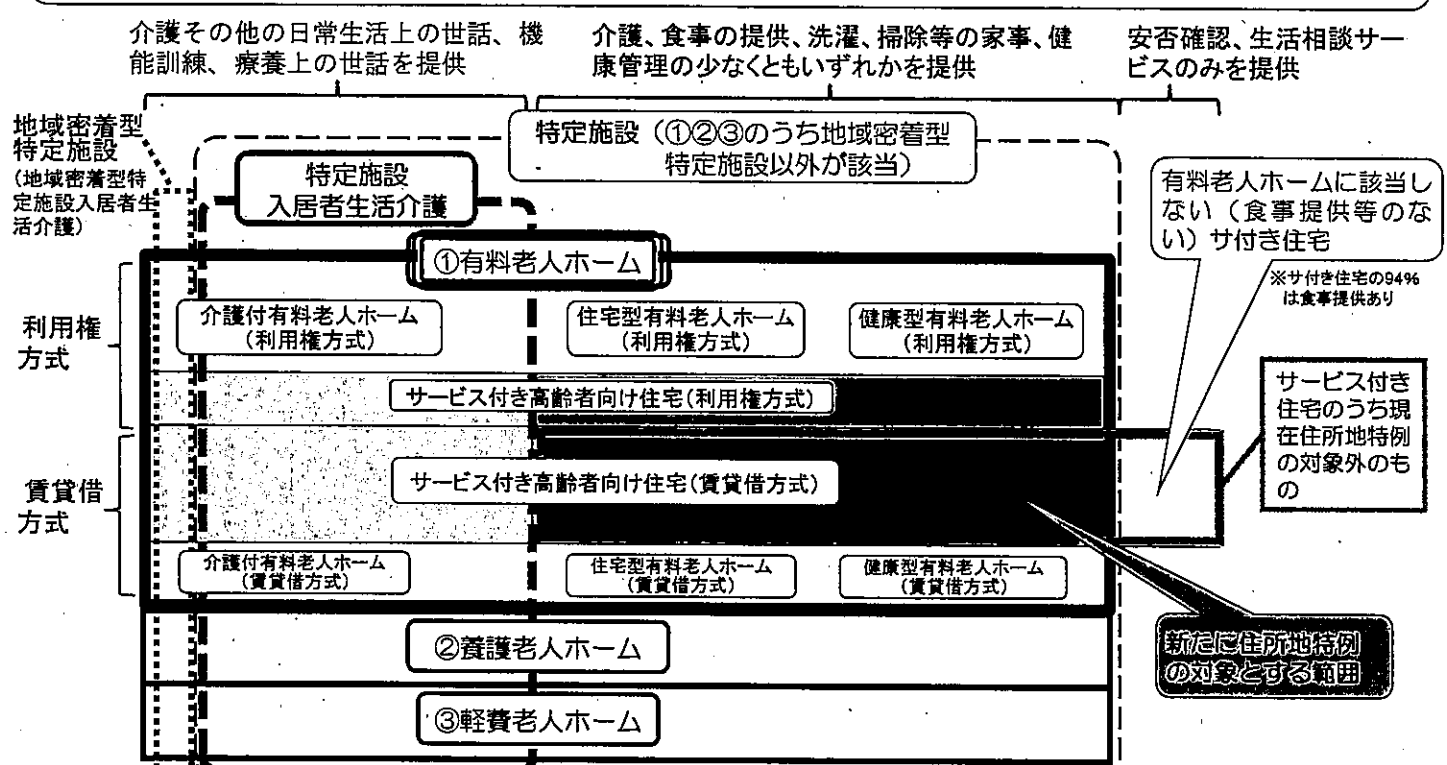 介護その他の日常生活上の世話、機
能訓練、療養上の世話を提供
介護、食事の提供、洗濯、掃除等の家事、健
康管理の少なくともいずれかを提供
安否確認、生活相談サー
ビスのみを提供
地域密着型
特定施設
(地域密着型特
定施設入居者生
活介護)
特定施設
入居者生活介護
特定施設(①②③のうち地域密着型
特定施設以外が該当)
有料老人ホームに該当し
ない(食事提供等のな
い)サ付き住宅
※サ付き住宅の94%
は食事提供あり
①有料老人ホーム
利用権
方式
介護付有料老人ホーム
(利用権方式)
住宅型有料老人ホーム
(利用権方式)
健康型有料老人ホーム
(利用権方式)
サービス付き高齢者向け住宅(利用権方式)
サービス付き
住宅のうち現
在住所地特例
の対象外のも
の
賃貸借
方式
サービス付き高齢者向け住宅(賃貸借方式)
介護付有料老人ホーム
(賃貸借方式)
住宅型有料老人ホーム
(賃貸借方式)
健康型有料老人ホーム
(賃貸借方式)
新たに住所地特例
の対象とする範囲
②養護老人ホーム
③軽費老人ホーム